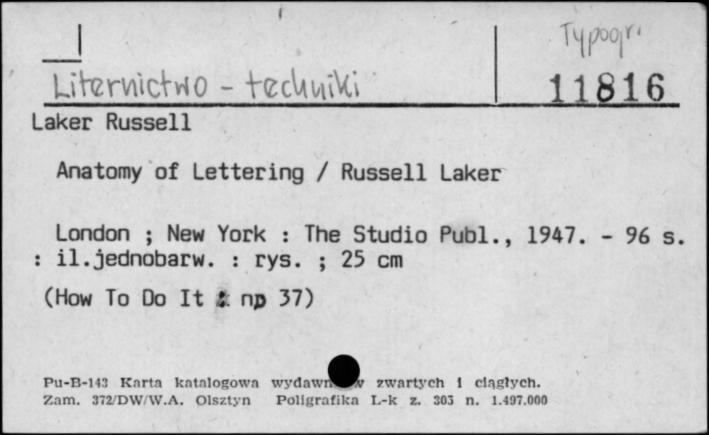 Typogr.
Liternictwo - techniki 11816
Laker Russell
Anatomy of Lettering / Russell Laker
London ; New York : The Studio Publ., 1947. - 96 s.
: il.jednobarw. : rys. ; 25 cm
(How To Do It ; np 37)
Pu-B-143 Karta katalogowa wydawn w zwartych i ciągłych.
Zam. 372/DW/W.A. Olsztyn Poligrafika L-k z. 303 n. 1.497.000